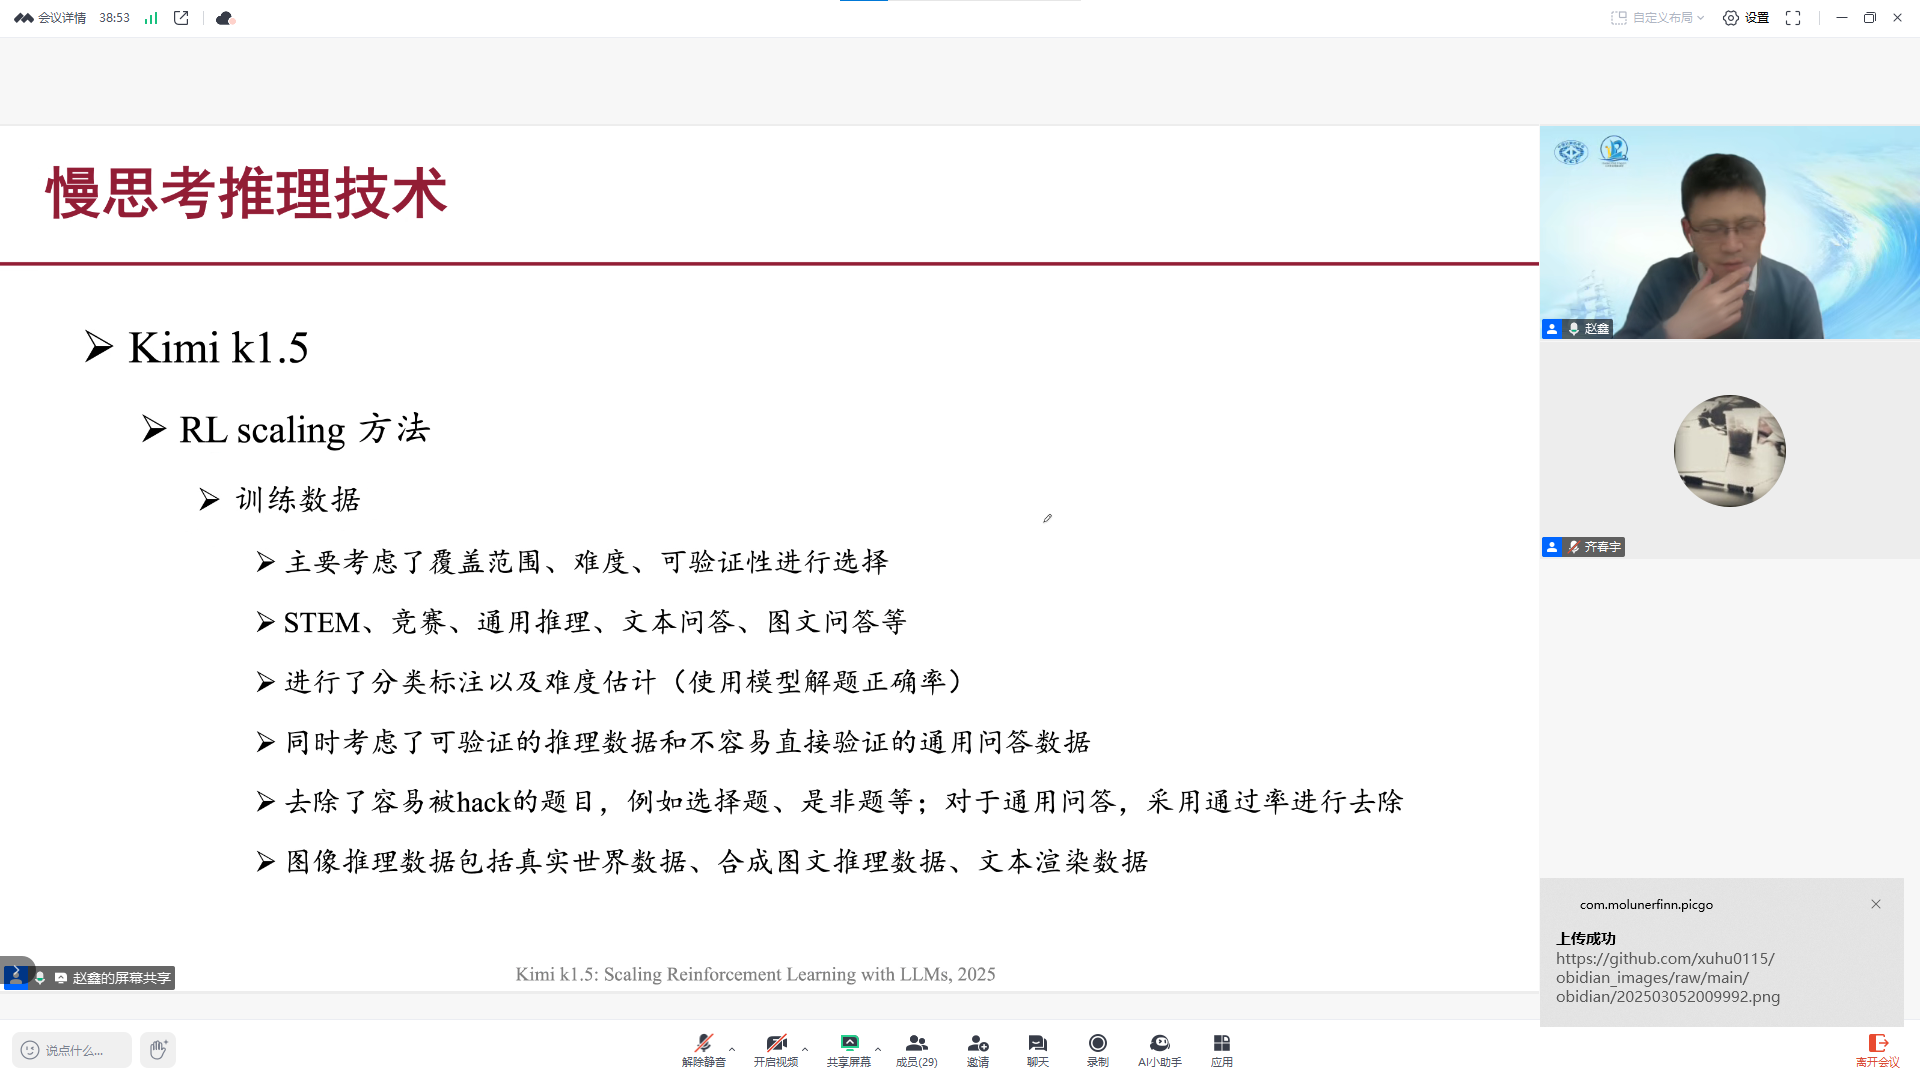 会议详情 38:53
自定义布局 设置
慢思考推理技术
Kimi k1.5
RL scaling 方法
训练数据
主要考虑了覆盖范围、难度、可验证性进行选择
STEM、竞赛、通用推理、文本问答、图文问答等
进行了分类标注以及难度估计（使用模型解题正确率）
同时考虑了可验证的推理数据和不容易直接验证的通用问答数据
去除了容易被hack的题目，例如选择题、是非题等；对于通用问答，采用通过率进行去除
图像推理数据包括真实世界数据、合成图文推理数据、文本渲染数据
Kimi k1.5: Scaling Reinforcement Learning with LLMs, 2025
赵鑫的屏幕共享
赵鑫
齐春宇
com.molunerfinn.picgo
上传成功
https://github.com/xuhu0115/
obidian_images/raw/main/
obidian/202503052009992.png
说点什么...
解除静音
开启视频
共享屏幕
成员(29)
邀请
聊天
录制
AI小助手
应用
离开会议